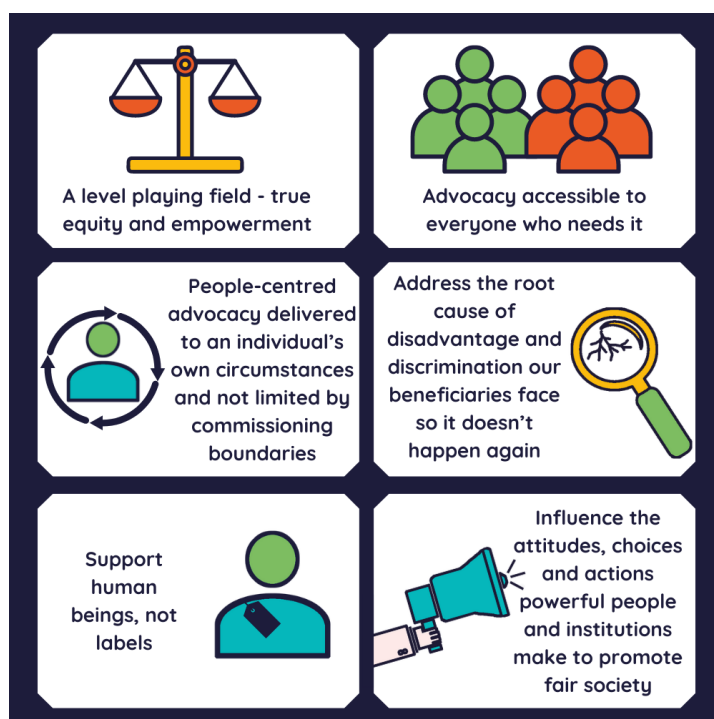 A level playing field - true
equity and empowerment
Advocacy accessible to
everyone who needs it
People-centred
advocacy delivered
to an individual's
own circumstances
and not limited by
commissioning
boundaries
Address the root
cause of
disadvantage and
discrimination our
beneficiaries face
so it doesn't
happen again
Support
human
beings, not
labels
Influence the
attitudes, choices
and actions
powerful people
and institutions
make to promote
fair society